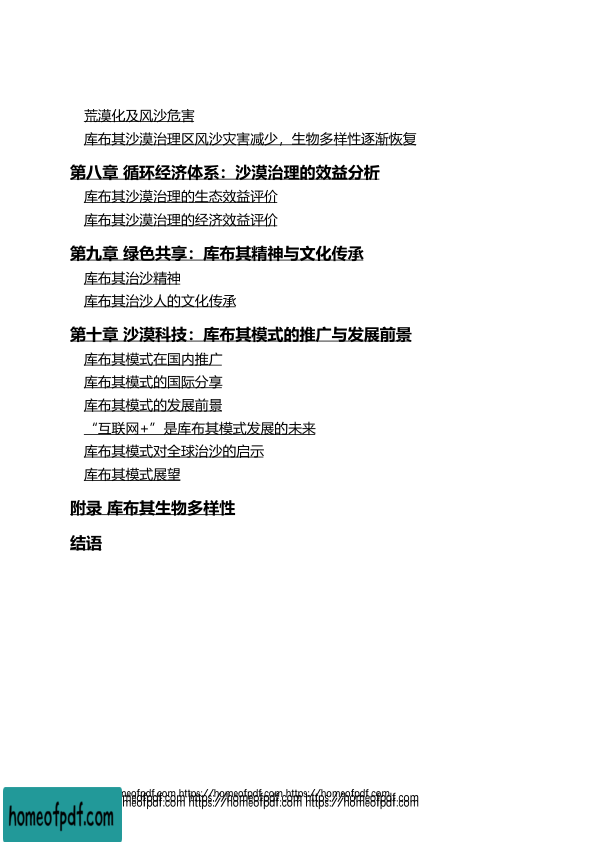 荒漠化及风沙危害
库布其沙漠治理区风沙灾害减少，生物多样性逐渐恢复
第八章 循环经济体系：沙漠治理的效益分析
库布其沙漠治理的生态效益评价
库布其沙漠治理的经济效益评价
第九章 绿色共享：库布其精神与文化传承
库布其治沙精神
库布其治沙人的文化传承
第十章 沙漠科技：库布其模式的推广与发展前景
库布其模式在国内推广
库布其模式的国际分享
库布其模式的发展前景
“互联网+”是库布其模式发展的未来
库布其模式对全球治沙的启示
库布其模式展望
附录 库布其生物多样性
结语
meofpdf.com https://homeofpdf.com https://homeofpdf.com
meofpdf.com https://homeofpdf.com https://homeofpdf.com
homeofpdf.com